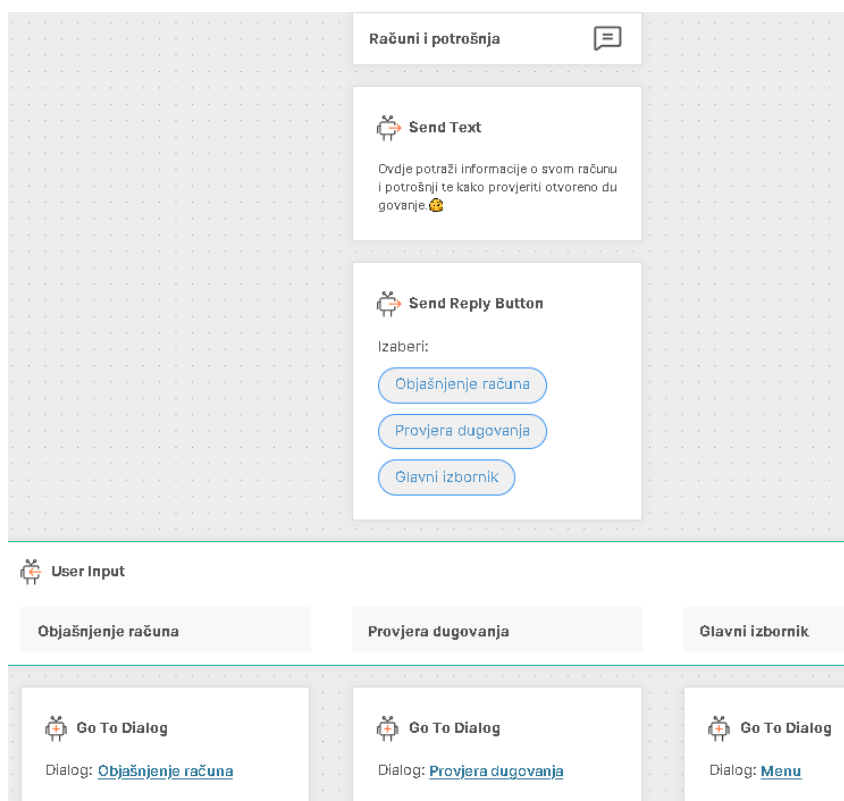 Računi i potrošnja
Send Text
Ovdje potraži informacije o svom računu
i potrošnji te kako provjeriti otvoreno du
govanje.🧐
Send Reply Button
Izaberi:
Objašnjenje računa
Provjera dugovanja
Glavni izbornik
User Input
Objašnjenje računa
Provjera dugovanja
Glavni izbornik
Go To Dialog
Go To Dialog
Go To Dialog
Dialog: Objašnjenje računa
Dialog: Provjera dugovanja
Dialog: Menu